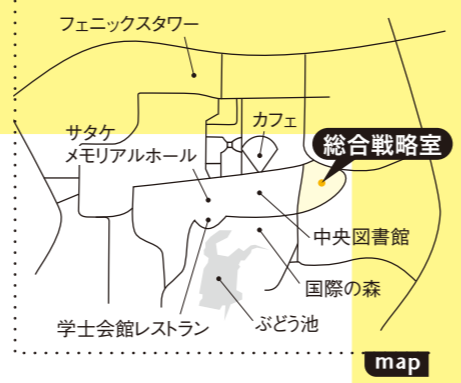 フェニックスタワー
カフェ
サタケ
メモリアルホール
総合戦略室
中央図書館
国際の森
学士会館レストラン
ぶどう池
map